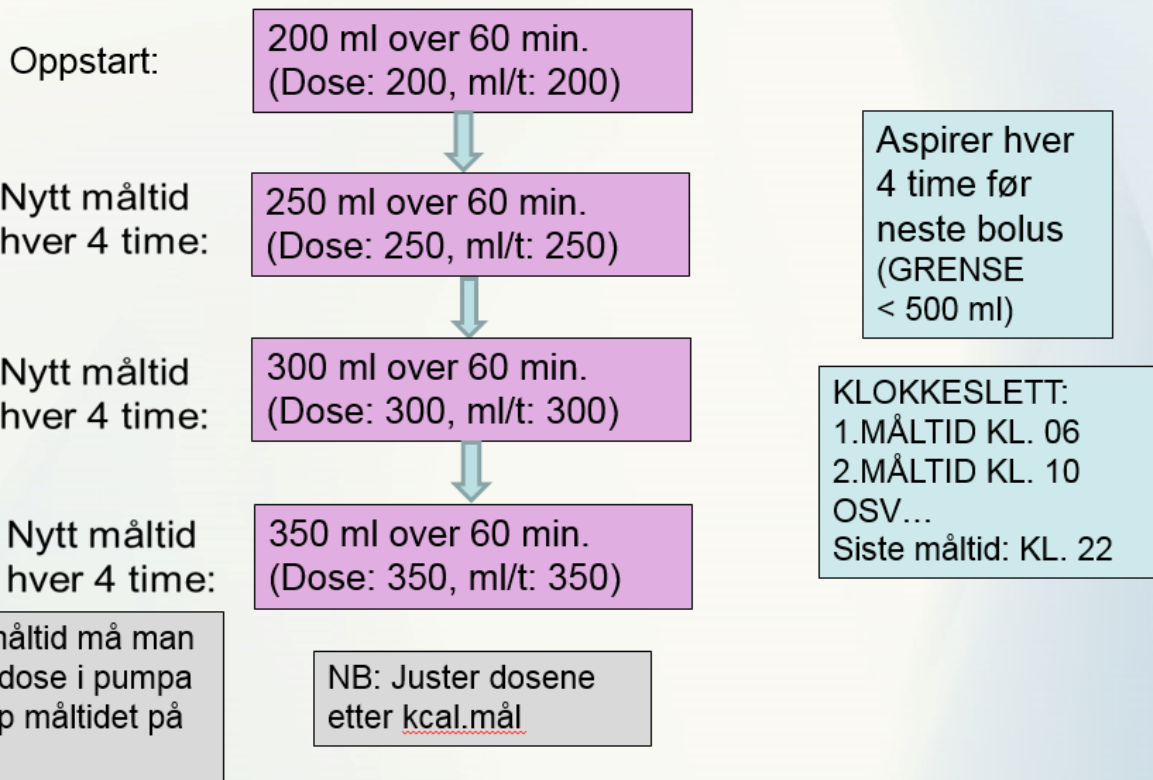 Oppstart:
200 ml over 60 min.
(Dose: 200, ml/t: 200)
Nytt måltid
hver 4 time:
250 ml over 60 min.
(Dose: 250, ml/t: 250)
Nytt måltid
hver 4 time:
300 ml over 60 min.
(Dose: 300, ml/t: 300)
Nytt måltid
hver 4 time:
350 ml over 60 min.
(Dose: 350, ml/t: 350)
måltid må man
dose i pumpa
p måltidet på
NB: Juster dosene
etter kcal.mål
Aspirer hver
4 time før
neste bolus
(GRENSE
< 500 ml)
KLOKKESLETT:
1.MÅLTID KL. 06
2.MÅLTID KL. 10
OSV...
Siste måltid: KL. 22